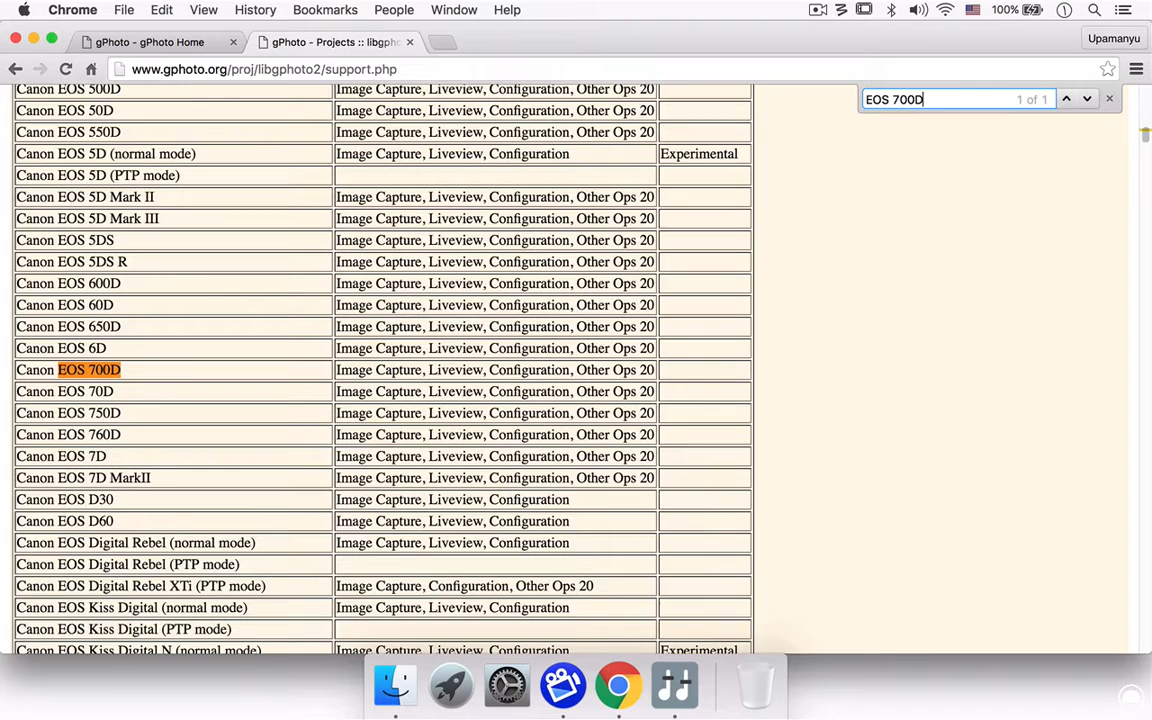 Chrome File Edit View History Bookmarks People Window Help 100%
gPhoto - gPhoto Home gPhoto - Projects :: libgpho Upamanyu
www.gphoto.org/proj/libgphoto2/support.php
EOS 700D 1 of 1
Canon EOS 500D Image Capture, Liveview, Configuration, Other Ops 20
Canon EOS 50D Image Capture, Liveview, Configuration, Other Ops 20
Canon EOS 550D Image Capture, Liveview, Configuration, Other Ops 20
Canon EOS 5D (normal mode) Image Capture, Liveview, Configuration Experimental
Canon EOS 5D (PTP mode)
Canon EOS 5D Mark II Image Capture, Liveview, Configuration, Other Ops 20
Canon EOS 5D Mark III Image Capture, Liveview, Configuration, Other Ops 20
Canon EOS 5DS Image Capture, Liveview, Configuration, Other Ops 20
Canon EOS 5DS R Image Capture, Liveview, Configuration, Other Ops 20
Canon EOS 600D Image Capture, Liveview, Configuration, Other Ops 20
Canon EOS 60D Image Capture, Liveview, Configuration, Other Ops 20
Canon EOS 650D Image Capture, Liveview, Configuration, Other Ops 20
Canon EOS 6D Image Capture, Liveview, Configuration, Other Ops 20
Canon EOS 700D Image Capture, Liveview, Configuration, Other Ops 20
Canon EOS 70D Image Capture, Liveview, Configuration, Other Ops 20
Canon EOS 750D Image Capture, Liveview, Configuration, Other Ops 20
Canon EOS 760D Image Capture, Liveview, Configuration, Other Ops 20
Canon EOS 7D Image Capture, Liveview, Configuration, Other Ops 20
Canon EOS 7D MarkII Image Capture, Liveview, Configuration, Other Ops 20
Canon EOS D30 Image Capture, Liveview, Configuration
Canon EOS D60 Image Capture, Liveview, Configuration
Canon EOS Digital Rebel (normal mode) Image Capture, Liveview, Configuration
Canon EOS Digital Rebel (PTP mode)
Canon EOS Digital Rebel XTi (PTP mode) Image Capture, Configuration, Other Ops 20
Canon EOS Kiss Digital (normal mode) Image Capture, Liveview, Configuration
Canon EOS Kiss Digital (PTP mode)
Canon EOS Kiss Digital N (normal mode) Image Capture, Liveview, Configuration Experimental